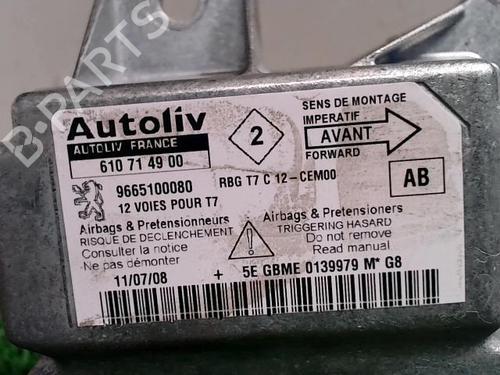 B-PARTS
Autoliv
AUTOLIV FRANCE
610 71 49 00
9665100080
12 VOIES POUR T7
Airbags & Pretensionneurs
RISQUE DE DECLENCHEMENT
Consulter la notice
Ne pas démonter
11/07/08
2
RBG T7 C 12-CEM00
SENS DE MONTAGE
IMPERATIF
AVANT
FORWARD
AB
Airbags & Pretensioners
TRIGGERING HASARD
Do not remove
Read manual
+ 5E GBME 0139979 M* G8